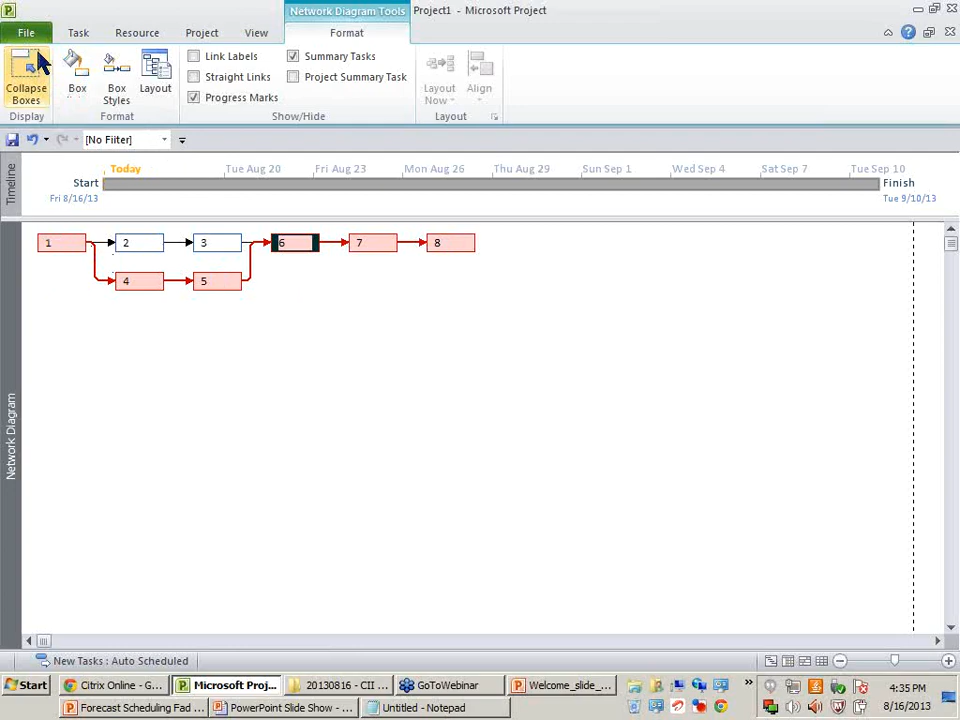 Network Diagram Tools
Project1 - Microsoft Project
File
Task
Resource
Project
View
Format
Collapse
Boxes
Box
Box
Styles
Layout
Link Labels
Straight Links
Progress Marks
Summary Tasks
Project Summary Task
Layout
Now
Align
Display
Format
Show/Hide
Layout
[No Filter]
Timeline
Today
Tue Aug 20
Fri Aug 23
Mon Aug 26
Thu Aug 29
Sun Sep 1
Wed Sep 4
Sat Sep 7
Tue Sep 10
Start
Fri 8/16/13
Finish
Tue 9/10/13
1
2
3
6
7
8
4
5
Network Diagram
New Tasks : Auto Scheduled
Start
Citrix Online - G...
Microsoft Proj...
20130816 - CII ...
GoToWebinar
Welcome_slide_...
4:35 PM
Forecast Scheduling Fad ...
PowerPoint Slide Show - ...
Untitled - Notepad
8/16/2013